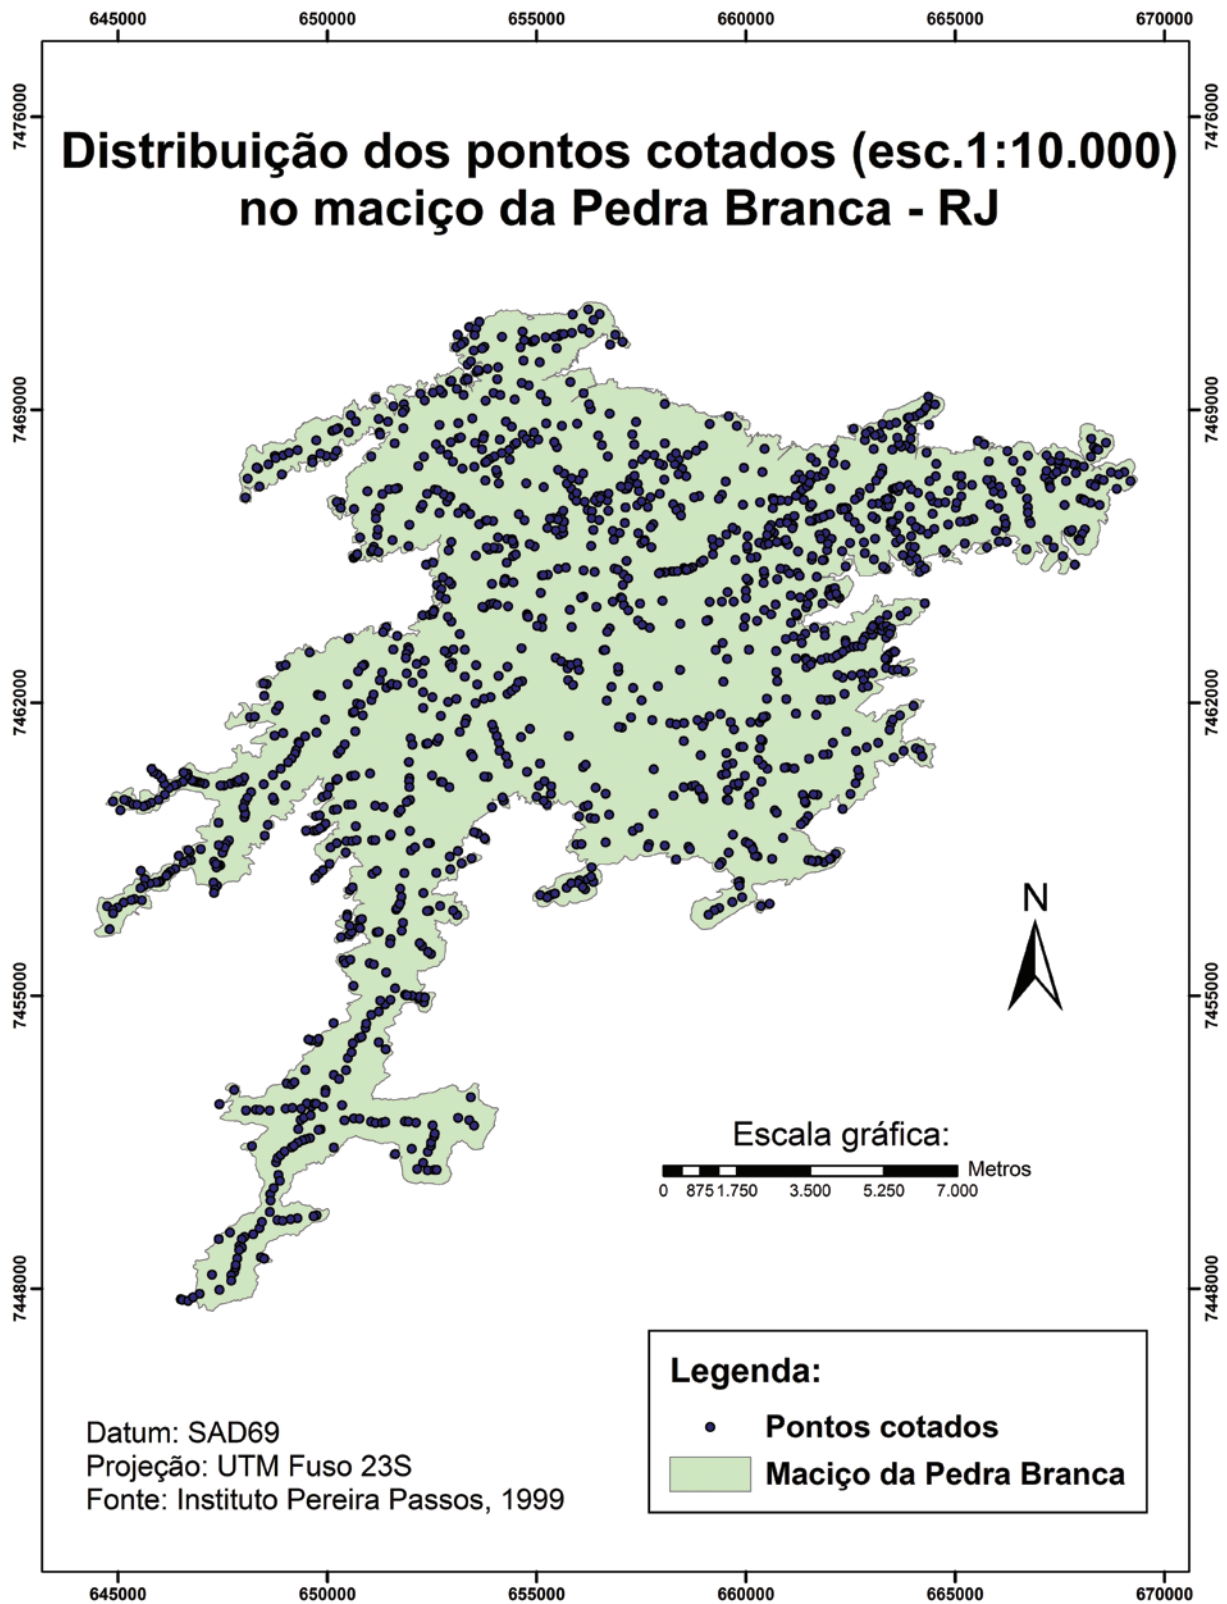 645000 650000 655000 660000 665000 670000
7476000 7476000
Distribuição dos pontos cotados (esc.1:10.000)
no maciço da Pedra Branca - RJ
7469000 7469000
7462000 7462000
N
7455000 7455000
Escala gráfica:
Metros
0 875 1.750 3.500 5.250 7.000
7448000 7448000
Legenda:
Pontos cotados
Maciço da Pedra Branca
Datum: SAD69
Projeção: UTM Fuso 23S
Fonte: Instituto Pereira Passos, 1999
645000 650000 655000 660000 665000 670000